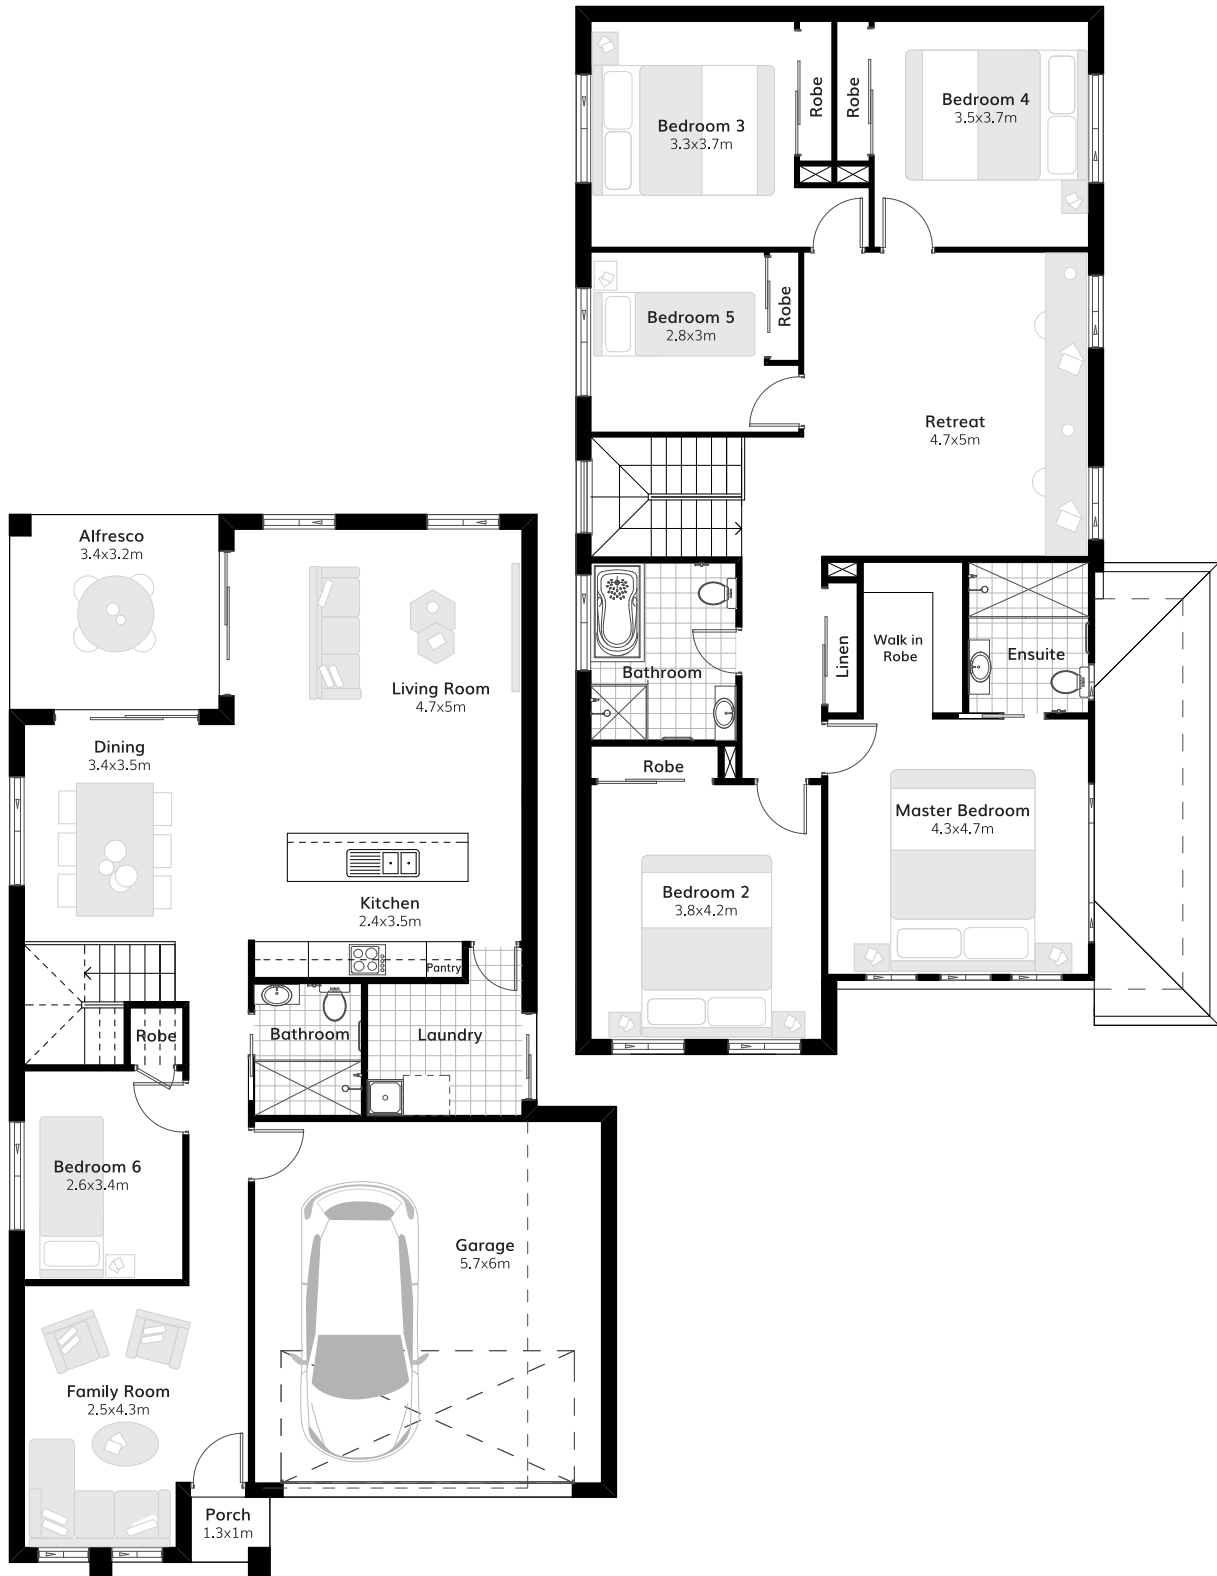 Bedroom 3
3.3x3.7m
Robe
Robe
Bedroom 4
3.5x3.7m
Bedroom 5
2.8x3m
Robe
Retreat
4.7x5m
Bathroom
Linen
Walk in
Robe
Ensuite
Robe
Master Bedroom
4.3x4.7m
Bedroom 2
3.8x4.2m
Alfresco
3.4x3.2m
Living Room
4.7x5m
Dining
3.4x3.5m
Kitchen
2.4x3.5m
Pantry
Robe
Bathroom
Laundry
Bedroom 6
2.6x3.4m
Garage
5.7x6m
Family Room
2.5x4.3m
Porch
1.3x1m